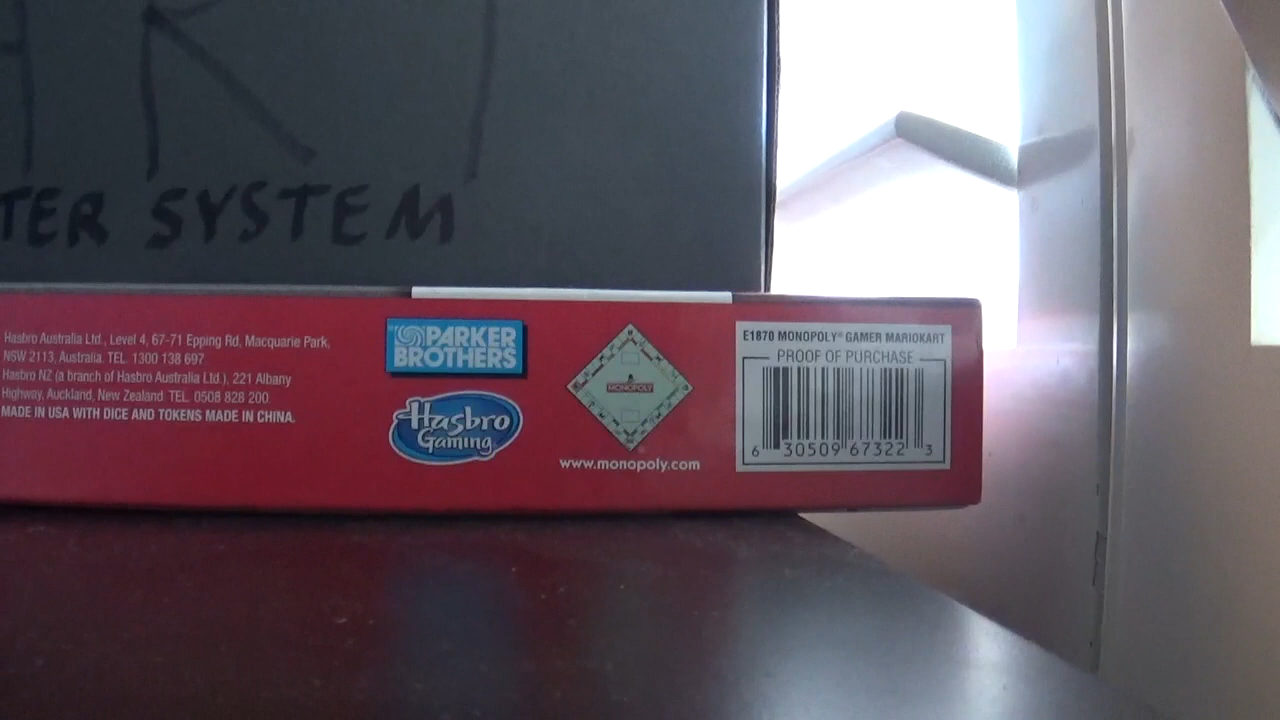 TER SYSTEM
Hasbro Australia Ltd., Level 4, 67-71 Epping Rd, Macquarie Park,
NSW 2113, Australia. TEL. 1300 138 697.
Hasbro NZ (a branch of Hasbro Australia Ltd.), 221 Albany
Highway, Auckland, New Zealand. TEL. 0508 828 200.
MADE IN USA WITH DICE AND TOKENS MADE IN CHINA.
PARKER
BROTHERS
Hasbro
Gaming
MONOPOLY
www.monopoly.com
E1870 MONOPOLY® GAMER MARIOKART
PROOF OF PURCHASE
6 30509 67322 3